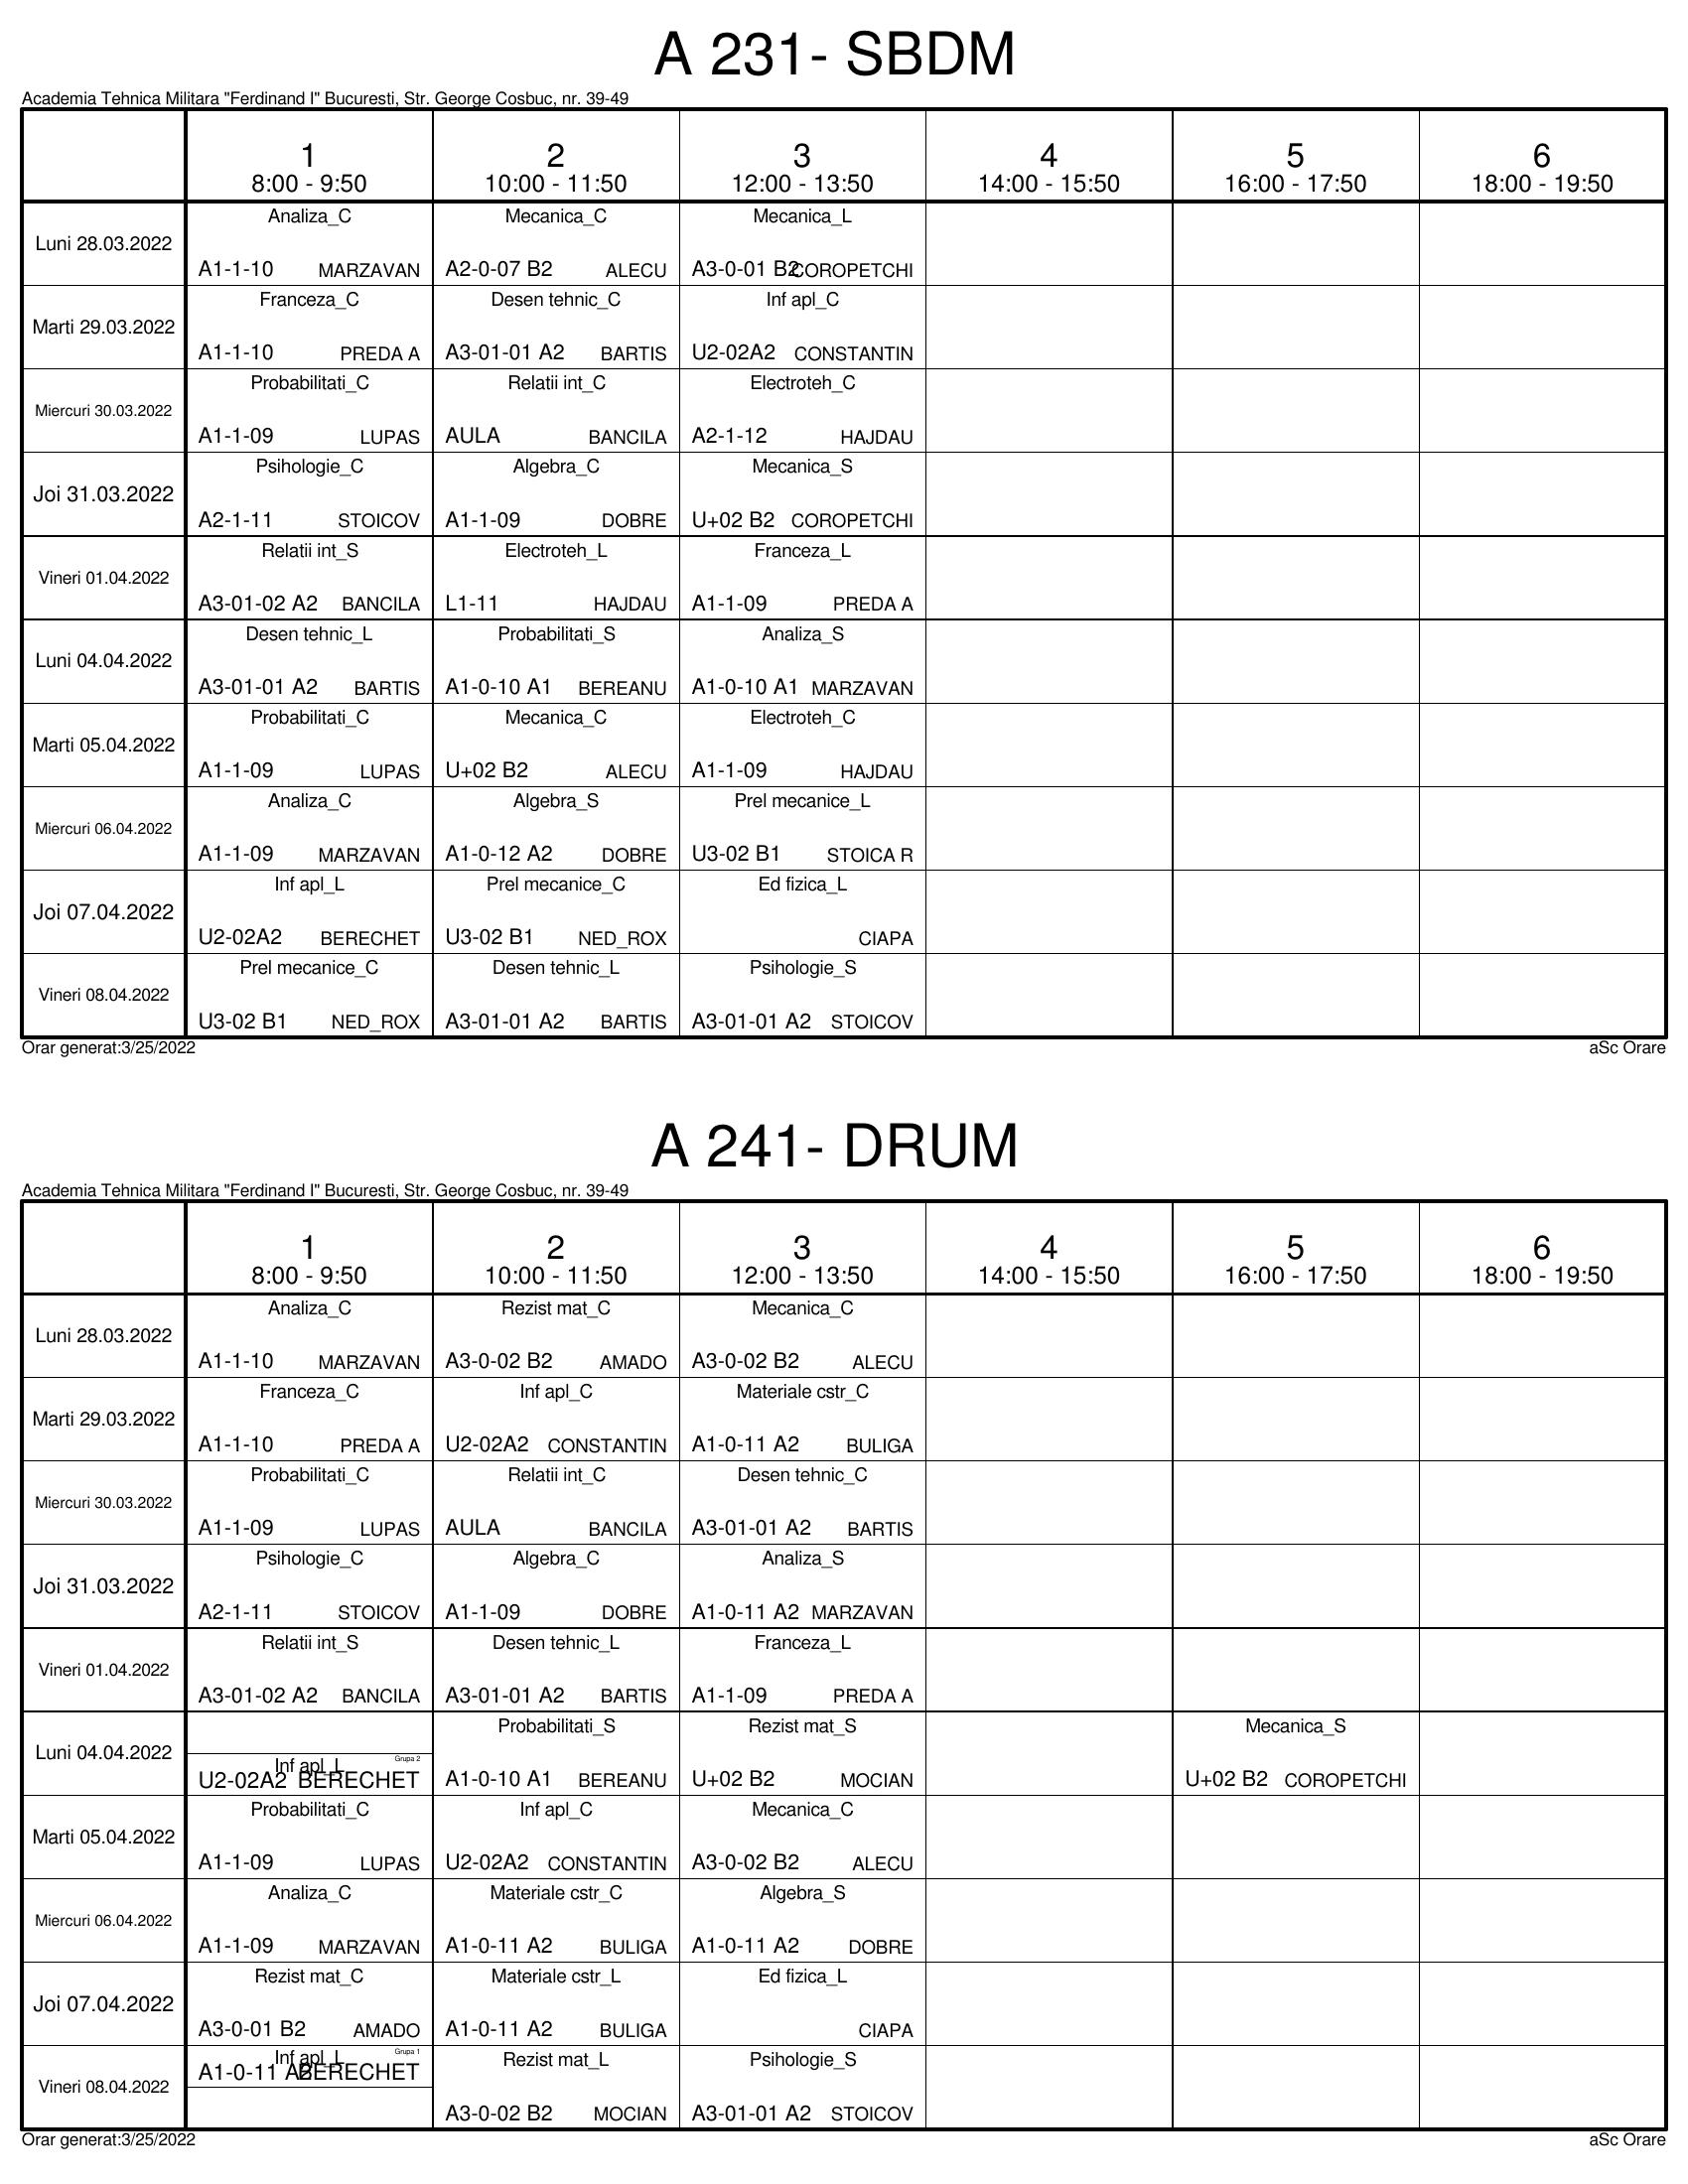 A 231- SBDM
Academia Tehnica Militara "Ferdinand I" Bucuresti, Str. George Cosbuc, nr. 39-49
1 2 3 4 5 6
8:00 - 9:50 10:00 - 11:50 12:00 - 13:50 14:00 - 15:50 16:00 - 17:50 18:00 - 19:50
Analiza_C Mecanica_C Mecanica_L
Luni 28.03.2022
A1-1-10 MARZAVAN A2-0-07 B2 ALECU A3-0-01 B2 COROPETCHI
Franceza_C Desen tehnic_C Inf apl_C
Marti 29.03.2022
A1-1-10 PREDA A A3-01-01 A2 BARTIS U2-02A2 CONSTANTIN
Probabilitati_C Relatii int_C Electroteh_C
Miercuri 30.03.2022
A1-1-09 LUPAS AULA BANCILA A2-1-12 HAJDAU
Psihologie_C Algebra_C Mecanica_S
Joi 31.03.2022
A2-1-11 STOICOV A1-1-09 DOBRE U+02 B2 COROPETCHI
Relatii int_S Electroteh_L Franceza_L
Vineri 01.04.2022
A3-01-02 A2 BANCILA L1-11 HAJDAU A1-1-09 PREDA A
Desen tehnic_L Probabilitati_S Analiza_S
Luni 04.04.2022
A3-01-01 A2 BARTIS A1-0-10 A1 BEREANU A1-0-10 A1 MARZAVAN
Probabilitati_C Mecanica_C Electroteh_C
Marti 05.04.2022
A1-1-09 LUPAS U+02 B2 ALECU A1-1-09 HAJDAU
Analiza_C Algebra_S Prel mecanice_L
Miercuri 06.04.2022
A1-1-09 MARZAVAN A1-0-12 A2 DOBRE U3-02 B1 STOICA R
Inf apl_L Prel mecanice_C Ed fizica_L
Joi 07.04.2022
U2-02A2 BERECHET U3-02 B1 NED_ROX CIAPA
Prel mecanice_C Desen tehnic_L Psihologie_S
Vineri 08.04.2022
U3-02 B1 NED_ROX A3-01-01 A2 BARTIS A3-01-01 A2 STOICOV
Orar generat:3/25/2022 aSc Orare
A 241- DRUM
Academia Tehnica Militara "Ferdinand I" Bucuresti, Str. George Cosbuc, nr. 39-49
1 2 3 4 5 6
8:00 - 9:50 10:00 - 11:50 12:00 - 13:50 14:00 - 15:50 16:00 - 17:50 18:00 - 19:50
Analiza_C Rezist mat_C Mecanica_C
Luni 28.03.2022
A1-1-10 MARZAVAN A3-0-02 B2 AMADO A3-0-02 B2 ALECU
Franceza_C Inf apl_C Materiale cstr_C
Marti 29.03.2022
A1-1-10 PREDA A U2-02A2 CONSTANTIN A1-0-11 A2 BULIGA
Probabilitati_C Relatii int_C Desen tehnic_C
Miercuri 30.03.2022
A1-1-09 LUPAS AULA BANCILA A3-01-01 A2 BARTIS
Psihologie_C Algebra_C Analiza_S
Joi 31.03.2022
A2-1-11 STOICOV A1-1-09 DOBRE A1-0-11 A2 MARZAVAN
Relatii int_S Desen tehnic_L Franceza_L
Vineri 01.04.2022
A3-01-02 A2 BANCILA A3-01-01 A2 BARTIS A1-1-09 PREDA A
Probabilitati_S Rezist mat_S Mecanica_S
Luni 04.04.2022
Inf apl_L Grupa 2
U2-02A2 BERECHET A1-0-10 A1 BEREANU U+02 B2 MOCIAN U+02 B2 COROPETCHI
Probabilitati_C Inf apl_C Mecanica_C
Marti 05.04.2022
A1-1-09 LUPAS U2-02A2 CONSTANTIN A3-0-02 B2 ALECU
Analiza_C Materiale cstr_C Algebra_S
Miercuri 06.04.2022
A1-1-09 MARZAVAN A1-0-11 A2 BULIGA A1-0-11 A2 DOBRE
Rezist mat_C Materiale cstr_L Ed fizica_L
Joi 07.04.2022
A3-0-01 B2 AMADO A1-0-11 A2 BULIGA CIAPA
Inf apl_L Grupa 1 Rezist mat_L Psihologie_S
A1-0-11 A2 BERECHET
Vineri 08.04.2022
A3-0-02 B2 MOCIAN A3-01-01 A2 STOICOV
Orar generat:3/25/2022 aSc Orare